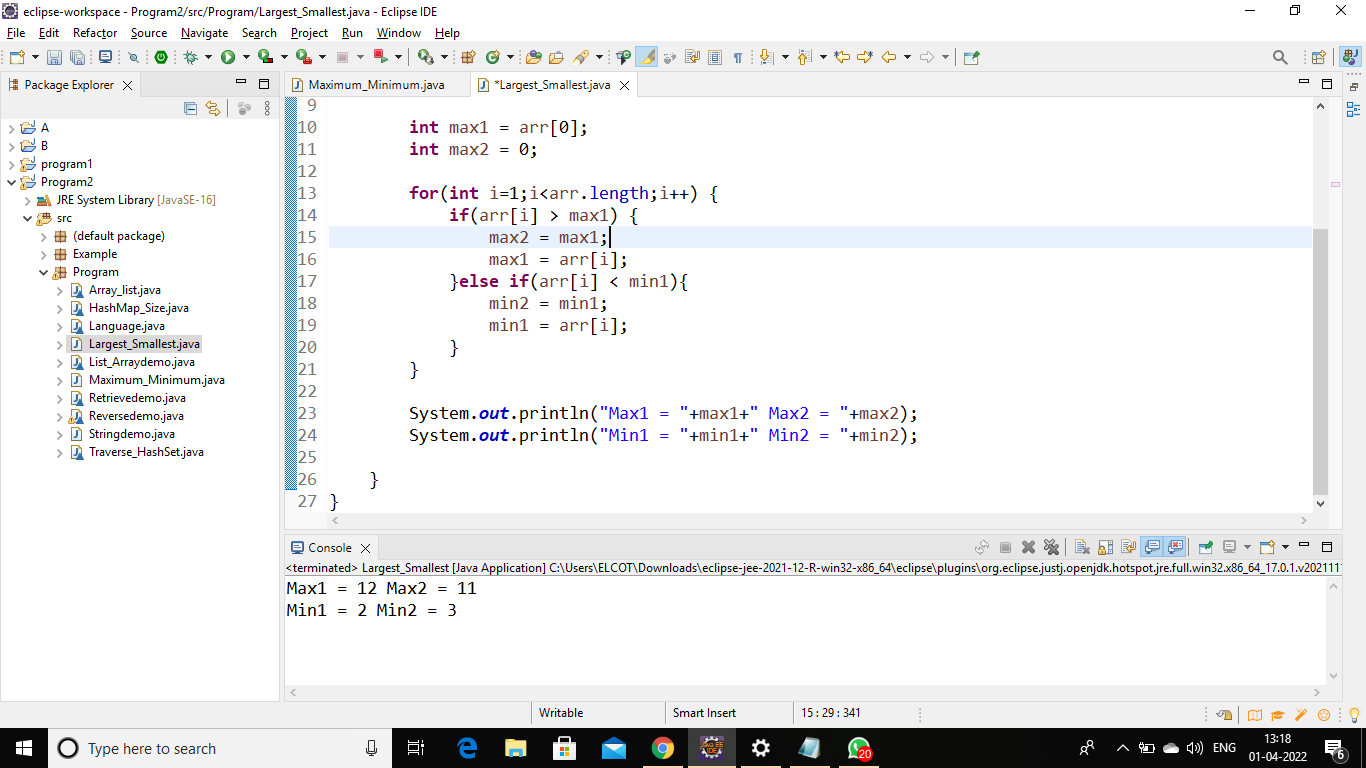 eclipse-workspace - Program2/src/Program/Largest_Smallest.java - Eclipse IDE
File Edit Refactor Source Navigate Search Project Run Window Help
Package Explorer
A
B
program1
Program2
JRE System Library [JavaSE-16]
src
(default package)
Example
Program
Array_list.java
HashMap_Size.java
Language.java
Largest_Smallest.java
List_Arraydemo.java
Maximum_Minimum.java
Retrievedemo.java
Reversedemo.java
Stringdemo.java
Traverse_HashSet.java
Maximum_Minimum.java *Largest_Smallest.java
9
10 int max1 = arr[0];
11 int max2 = 0;
12
13 for(int i=1;i<arr.length;i++) {
14 if(arr[i] > max1) {
15 max2 = max1;
16 max1 = arr[i];
17 }else if(arr[i] < min1){
18 min2 = min1;
19 min1 = arr[i];
20 }
21 }
22
23 System.out.println("Max1 = "+max1+" Max2 = "+max2);
24 System.out.println("Min1 = "+min1+" Min2 = "+min2);
25
26 }
27 }
Console
<terminated> Largest_Smallest [Java Application] C:\Users\ELCOT\Downloads\eclipse-jee-2021-12-R-win32-x86_64\eclipse\plugins\org.eclipse.justj.openjdk.hotspot.jre.full.win32.x86_64_17.0.1.v2021111
Max1 = 12 Max2 = 11
Min1 = 2 Min2 = 3
Writable Smart Insert 15 : 29 : 341
Type here to search
Java EE
IDE
20
ENG
13:18
01-04-2022
6